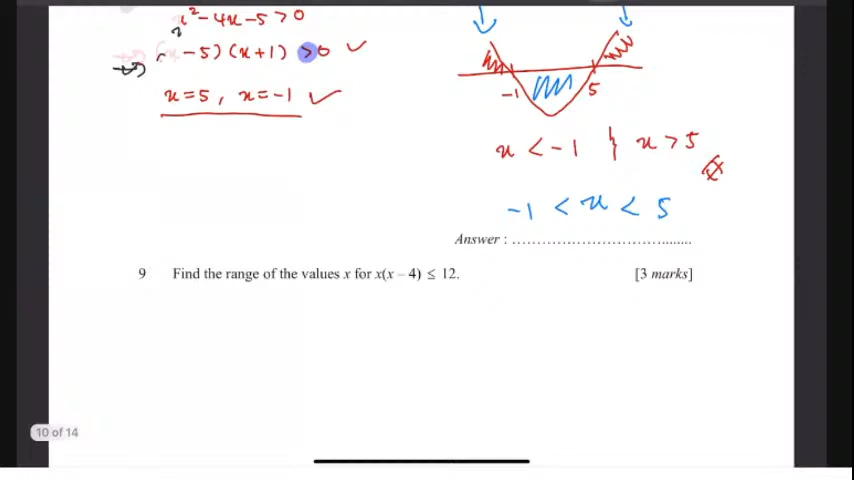 x² - 4x - 5 > 0
(x - 5) (x + 1) > 0 ✓
x = 5 , x = -1 ✓
-1 5
x < -1 } x > 5
-1 < x < 5
Answer : ........................................
9 Find the range of the values x for x(x – 4) ≤ 12. [3 marks]
10 of 14